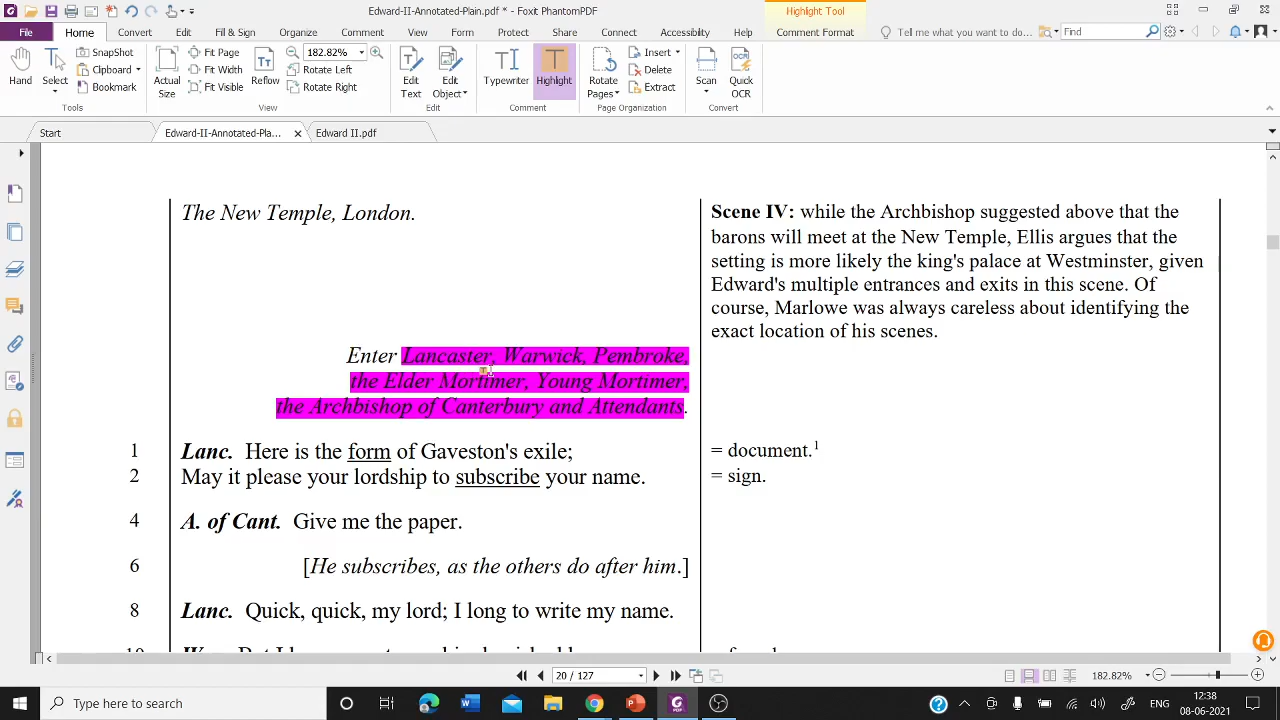 Edward-II-Annotated-Plain.pdf * - Foxit PhantomPDF
Highlight Tool
File Home Convert Edit Fill & Sign Organize Comment View Form Protect Share Connect Accessibility Help Comment Format Tell me what you want to do... Find
Hand
Select
SnapShot
Clipboard
Bookmark
Tools
Actual Size
Fit Page
Fit Width
Fit Visible
Reflow
182.82%
Rotate Left
Rotate Right
View
Edit Text
Edit Object
Edit
Typewriter
Highlight
Comment
Rotate Pages
Insert
Delete
Extract
Page Organization
Scan
Quick OCR
Convert
Start
Edward-II-Annotated-Pla...
Edward II.pdf
The New Temple, London.
Enter Lancaster, Warwick, Pembroke,
the Elder Mortimer, Young Mortimer,
the Archbishop of Canterbury and Attendants.
1 Lanc. Here is the form of Gaveston's exile;
2 May it please your lordship to subscribe your name.
4 A. of Cant. Give me the paper.
6 [He subscribes, as the others do after him.]
8 Lanc. Quick, quick, my lord; I long to write my name.
Scene IV: while the Archbishop suggested above that the
barons will meet at the New Temple, Ellis argues that the
setting is more likely the king's palace at Westminster, given
Edward's multiple entrances and exits in this scene. Of
course, Marlowe was always careless about identifying the
exact location of his scenes.
= document.1
= sign.
20 / 127
182.82%
Type here to search
ENG
12:38
08-06-2021